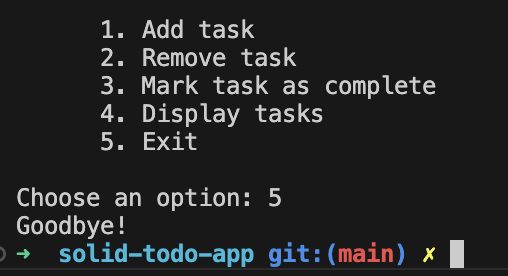 1. Add task
2. Remove task
3. Mark task as complete
4. Display tasks
5. Exit
Choose an option: 5
Goodbye!
➜ solid-todo-app git:(main) ✗